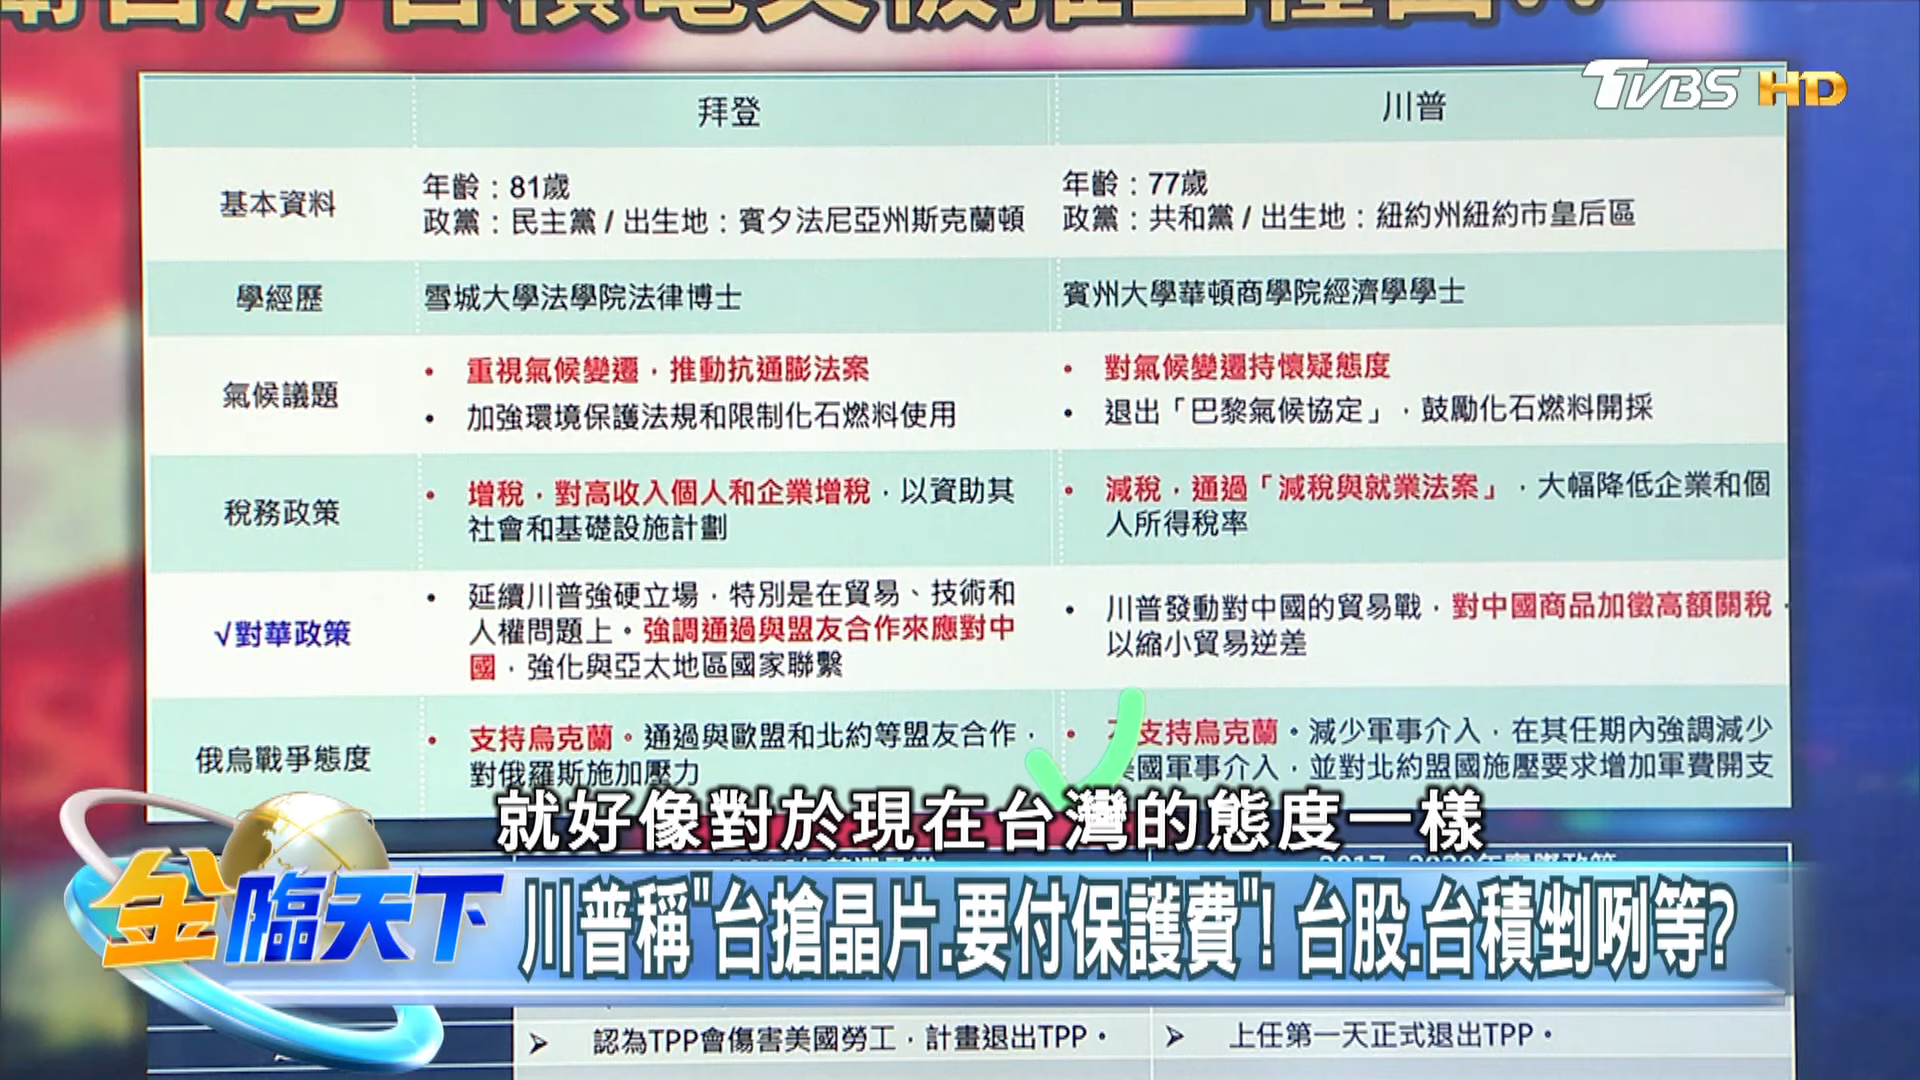 TVBS HD
拜登
川普
基本資料
年齡：81歲
政黨：民主黨 / 出生地：賓夕法尼亞州斯克蘭頓
年齡：77歲
政黨：共和黨 / 出生地：紐約州紐約市皇后區
學經歷
雪城大學法學院法律博士
賓州大學華頓商學院經濟學學士
氣候議題
• 重視氣候變遷，推動抗通膨法案
• 加強環境保護法規和限制化石燃料使用
• 對氣候變遷持懷疑態度
• 退出「巴黎氣候協定」，鼓勵化石燃料開採
稅務政策
• 增稅，對高收入個人和企業增稅，以資助其
社會和基礎設施計劃
• 減稅，通過「減稅與就業法案」，大幅降低企業和個
人所得稅率
√對華政策
• 延續川普強硬立場，特別是在貿易、技術和
人權問題上。強調通過與盟友合作來應對中
國，強化與亞太地區國家聯繫
• 川普發動對中國的貿易戰，對中國商品加徵高額關稅，
以縮小貿易逆差
俄烏戰爭態度
• 支持烏克蘭。通過與歐盟和北約等盟友合作，
對俄羅斯施加壓力
• 不支持烏克蘭。減少軍事介入，在其任期內強調減少
美國軍事介入，並對北約盟國施壓要求增加軍費開支
就好像對於現在台灣的態度一樣
金臨天下
川普稱"台搶晶片.要付保護費"! 台股.台積剉咧等?
➢ 認為TPP會傷害美國勞工，計畫退出TPP。
➢ 上任第一天正式退出TPP。